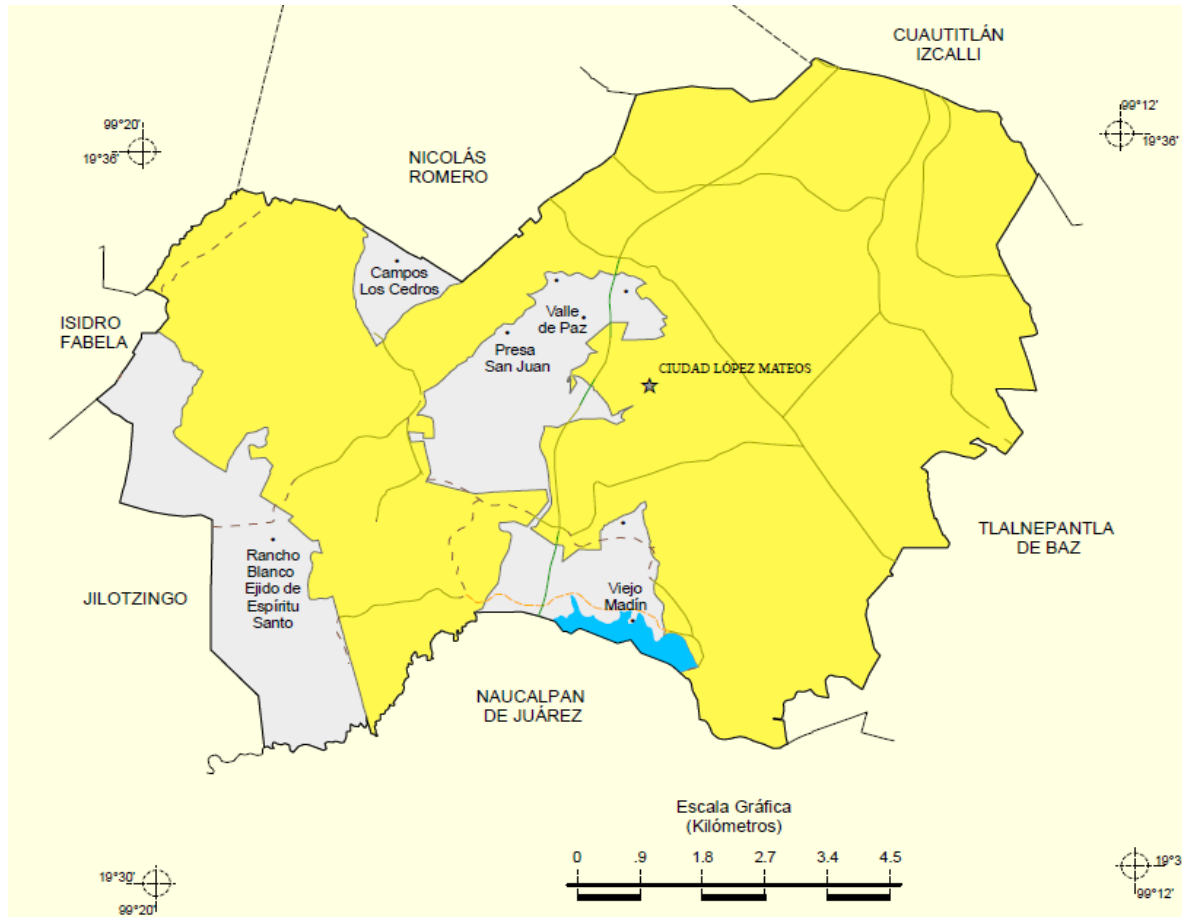 CUAUTITLÁN
IZCALLI
99°20'
19°36'
99°12'
19°36'
NICOLÁS
ROMERO
Campos
Los Cedros
ISIDRO
FABELA
Valle
de Paz
Presa
San Juan
CIUDAD LÓPEZ MATEOS
TLALNEPANTLA
DE BAZ
Rancho
Blanco
Ejido de
Espíritu
Santo
JILOTZINGO
Viejo
Madín
NAUCALPAN
DE JUÁREZ
Escala Gráfica
(Kilómetros)
0 .9 1.8 2.7 3.4 4.5
19°30'
99°20'
19°3
99°12'